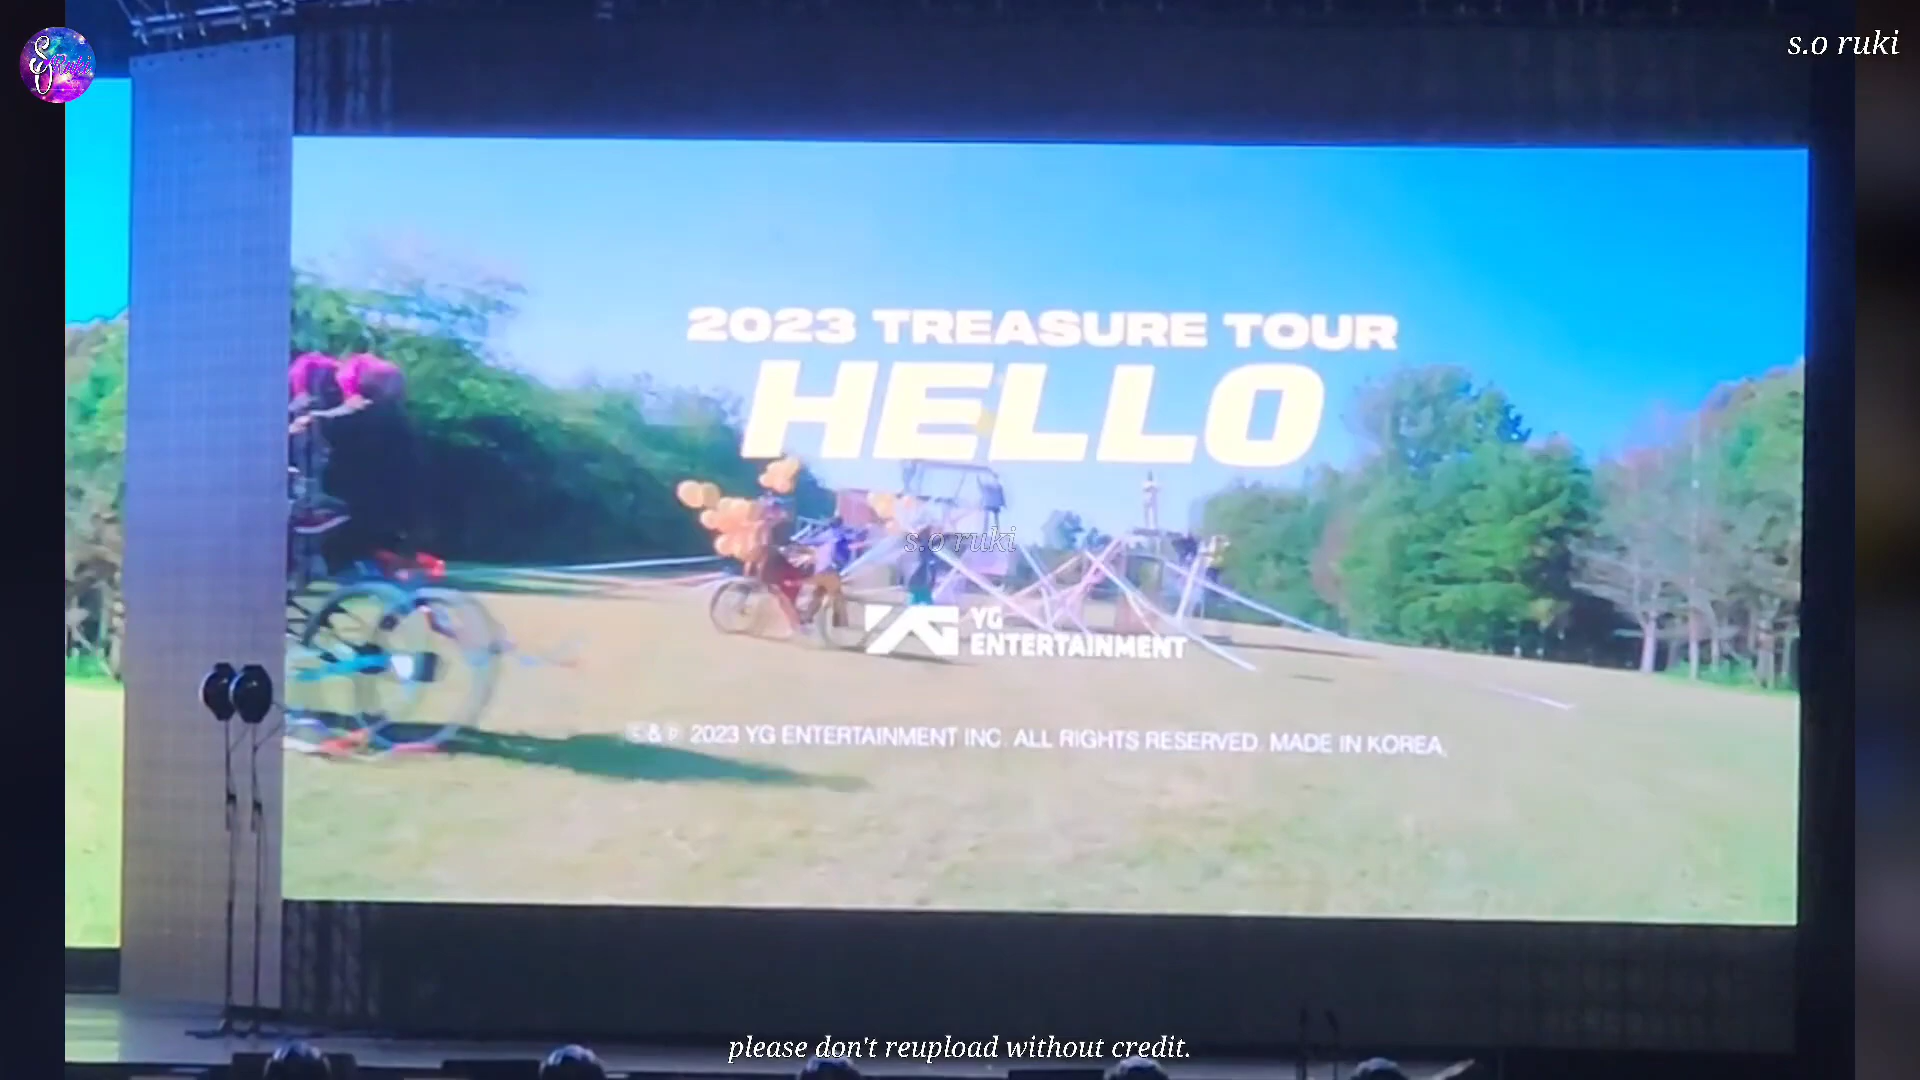 s.o ruki
2023 TREASURE TOUR
HELLO
s.o ruki
YG
YG
ENTERTAINMENT
© & ℗ 2023 YG ENTERTAINMENT INC. ALL RIGHTS RESERVED. MADE IN KOREA.
please don't reupload without credit.